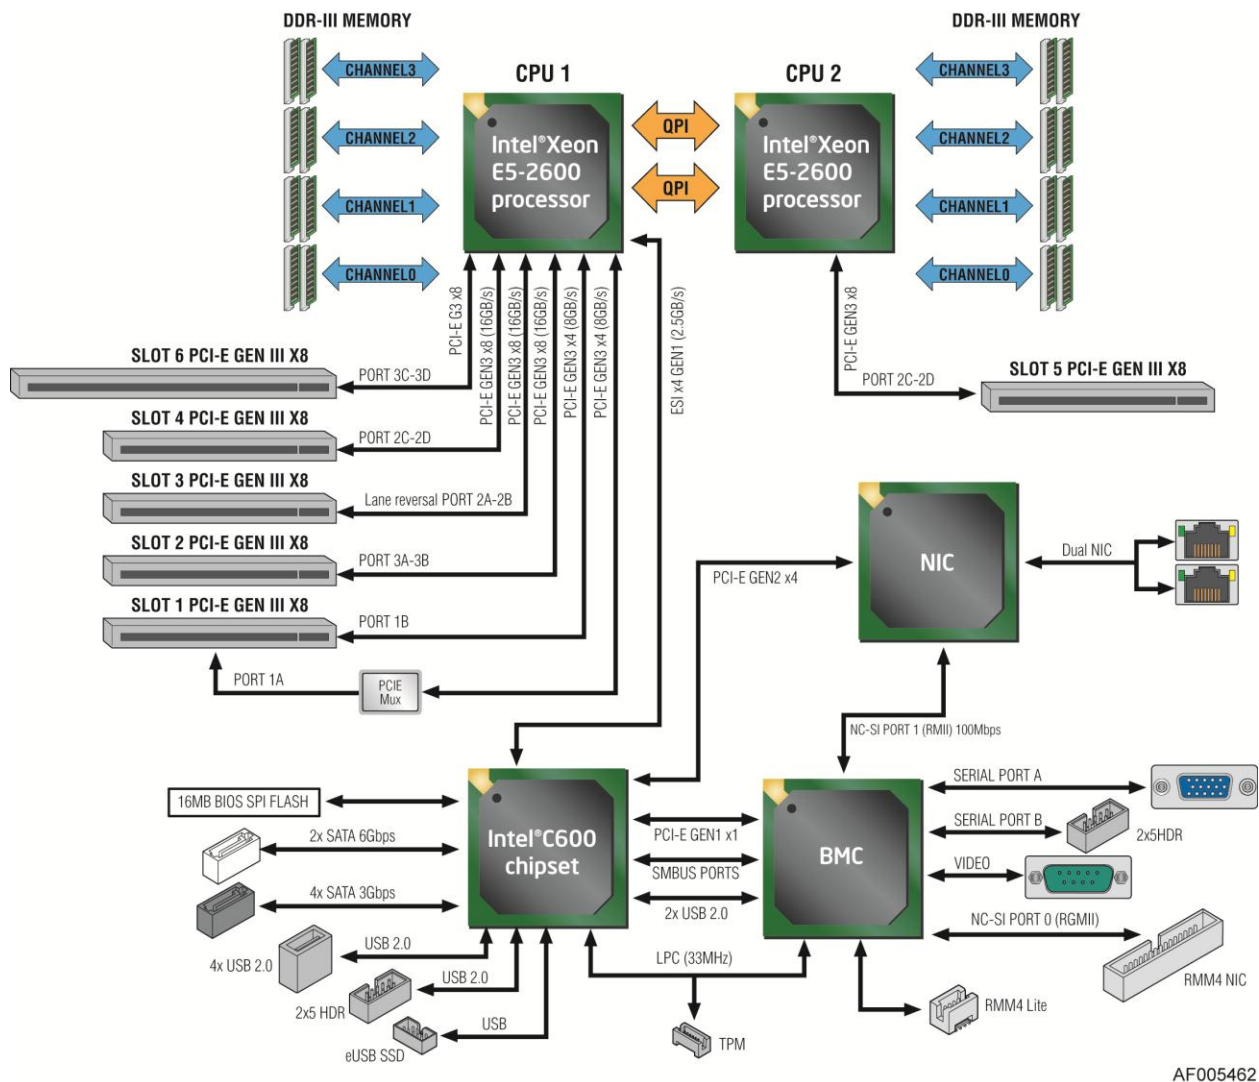 DDR-III MEMORY
DDR-III MEMORY
CPU 1
CPU 2
CHANNEL3
CHANNEL2
CHANNEL1
CHANNEL0
Intel®Xeon
E5-2600
processor
QPI
QPI
Intel®Xeon
E5-2600
processor
CHANNEL3
CHANNEL2
CHANNEL1
CHANNEL0
PCI-E G3 x8
PCI-E GEN3 x8 (16GB/s)
PCI-E GEN3 x8 (16GB/s)
PCI-E GEN3 x8 (16GB/s)
PCI-E GEN3 x4 (8GB/s)
PCI-E GEN3 x4 (8GB/s)
ESI x4 GEN1 (2.5GB/s)
PCI-E GEN3 x8
SLOT 6 PCI-E GEN III X8
PORT 3C-3D
SLOT 4 PCI-E GEN III X8
PORT 2C-2D
SLOT 3 PCI-E GEN III X8
Lane reversal PORT 2A-2B
SLOT 2 PCI-E GEN III X8
PORT 3A-3B
SLOT 1 PCI-E GEN III X8
PORT 1B
PORT 1A
PCIE
Mux
PORT 2C-2D
SLOT 5 PCI-E GEN III X8
NIC
Dual NIC
PCI-E GEN2 x4
NC-SI PORT 1 (RMII) 100Mbps
16MB BIOS SPI FLASH
2x SATA 6Gbps
4x SATA 3Gbps
Intel®C600
chipset
PCI-E GEN1 x1
SMBUS PORTS
2x USB 2.0
BMC
SERIAL PORT A
SERIAL PORT B
2x5HDR
VIDEO
NC-SI PORT 0 (RGMII)
RMM4 NIC
USB 2.0
4x USB 2.0
USB 2.0
2x5 HDR
USB
eUSB SSD
LPC (33MHz)
TPM
RMM4 Lite
AF005462